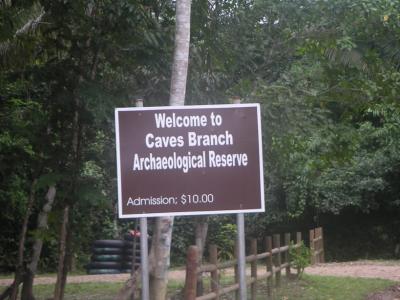 Welcome to
Caves Branch
Archaeological Reserve
Admission; $10.00